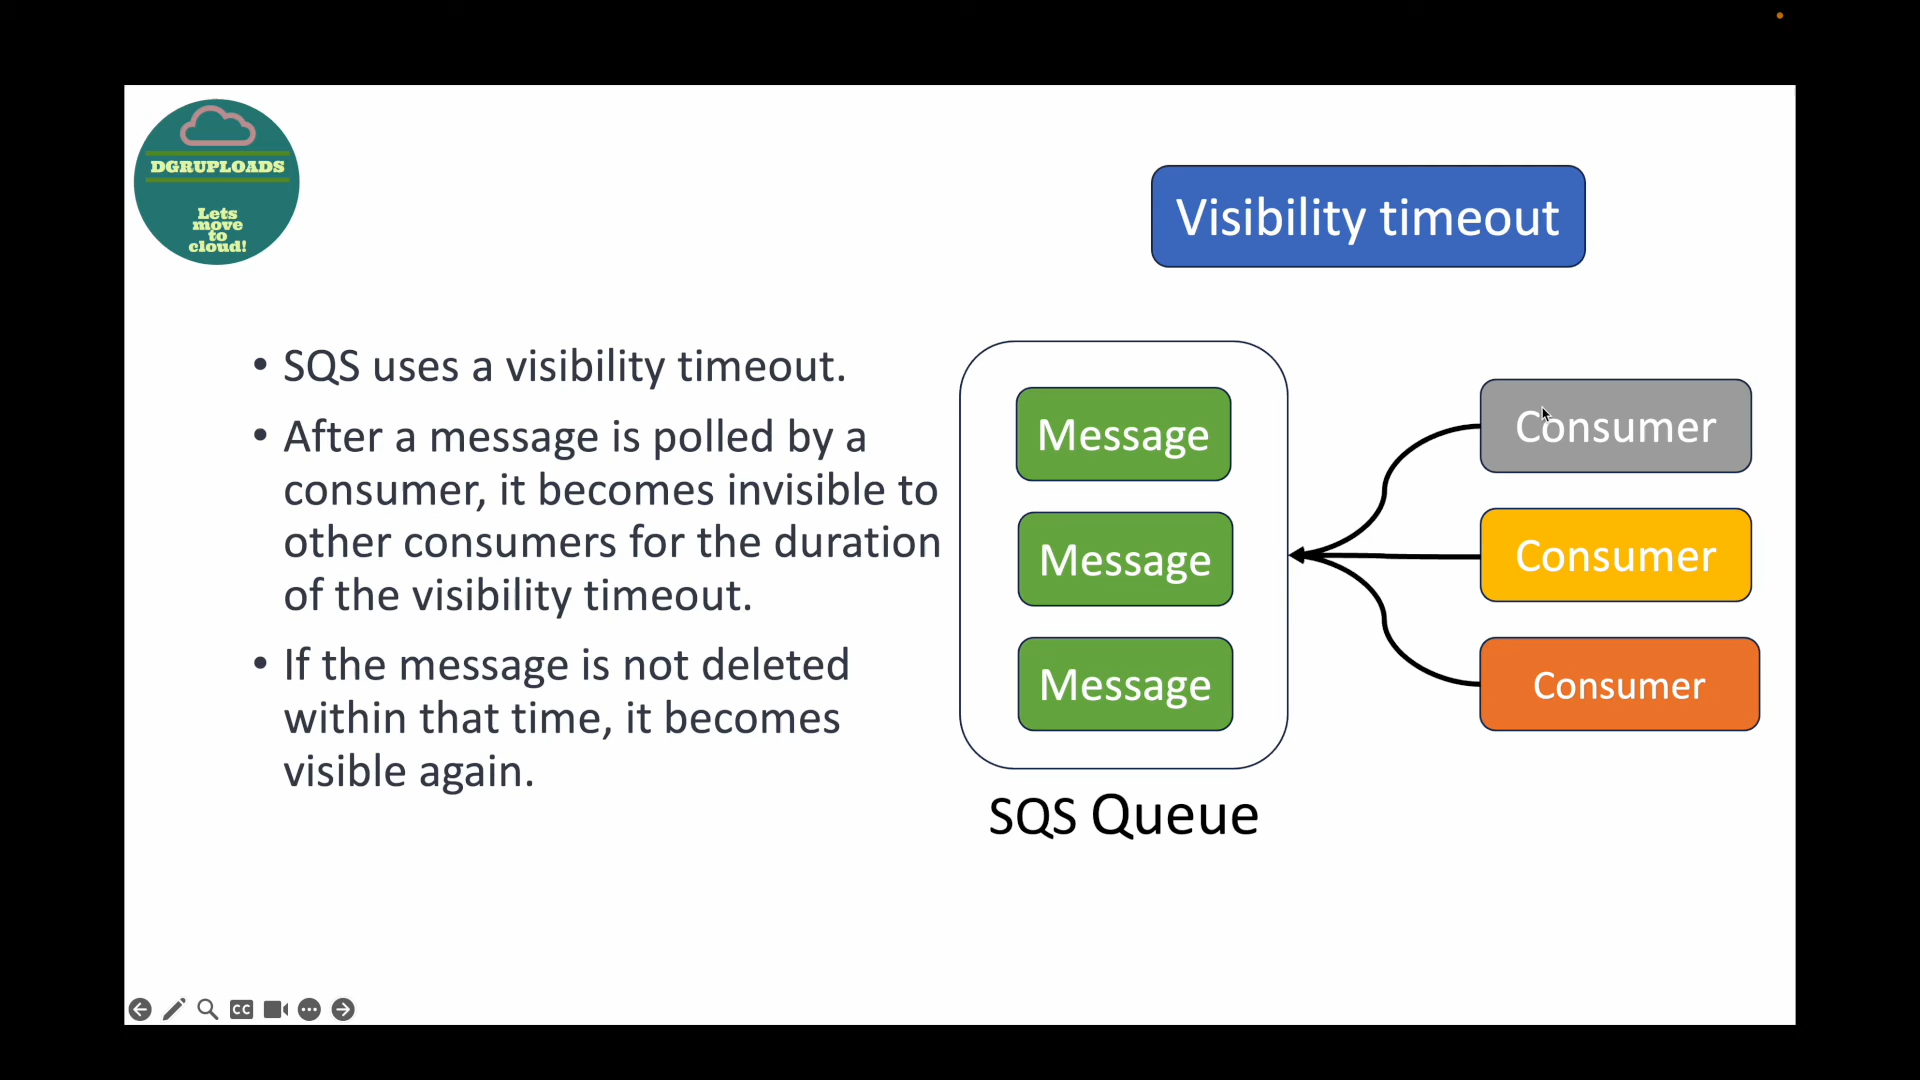 DGRUPLOADS
Lets
move
to
cloud!
Visibility timeout
• SQS uses a visibility timeout.
• After a message is polled by a
consumer, it becomes invisible to
other consumers for the duration
of the visibility timeout.
• If the message is not deleted
within that time, it becomes
visible again.
Message
Message
Message
SQS Queue
Consumer
Consumer
Consumer
CC